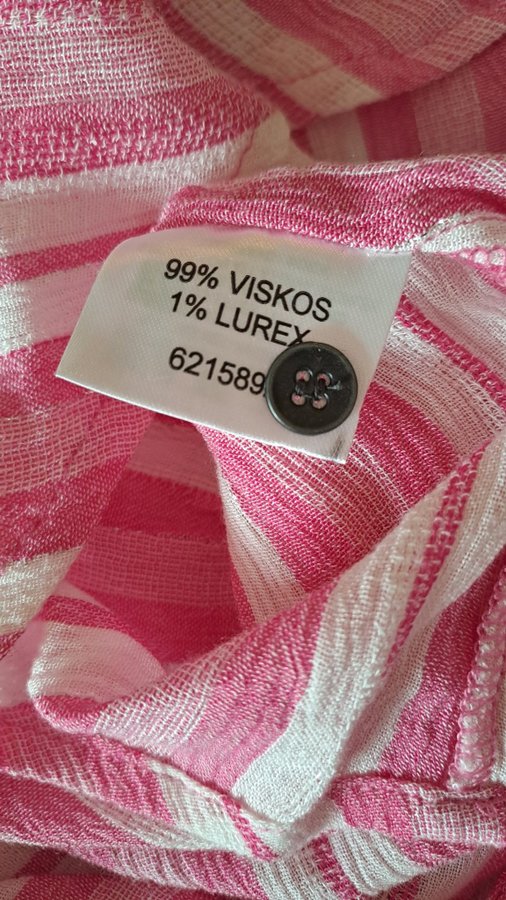 99% VISKOS
1% LUREX
621589